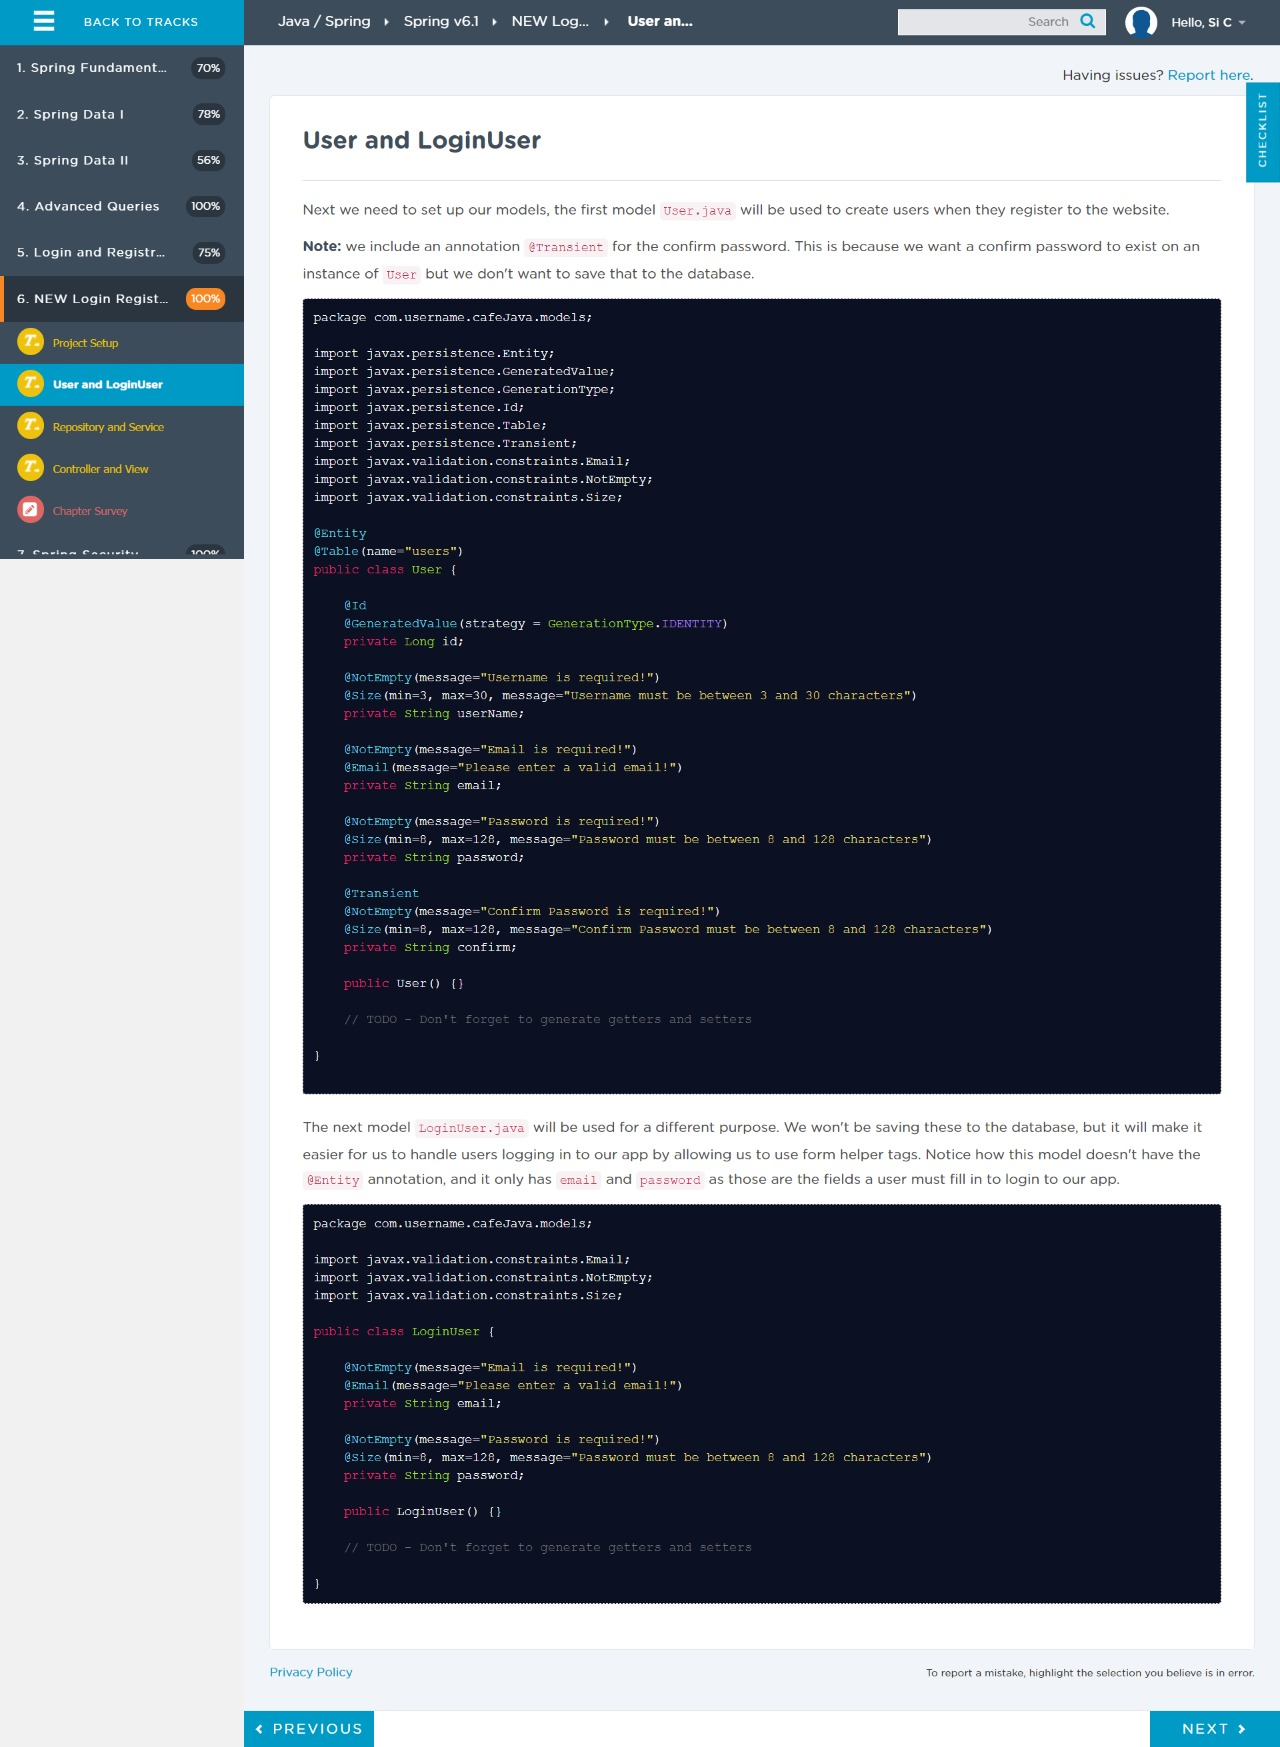 BACK TO TRACKS
Java / Spring
Spring v6.1
NEW Log...
User an...
Search
Hello, Si C
1. Spring Fundament... 70%
2. Spring Data I 78%
3. Spring Data II 56%
4. Advanced Queries 100%
5. Login and Registr... 75%
6. NEW Login Regist... 100%
T. Project Setup
T. User and LoginUser
T. Repository and Service
T. Controller and View
Chapter Survey
7. Spring Security 100%
Having issues? Report here.
CHECKLIST
User and LoginUser
Next we need to set up our models, the first model User.java will be used to create users when they register to the website.
Note: we include an annotation @Transient for the confirm password. This is because we want a confirm password to exist on an
instance of User but we don't want to save that to the database.
package com.username.cafeJava.models;
import javax.persistence.Entity;
import javax.persistence.GeneratedValue;
import javax.persistence.GenerationType;
import javax.persistence.Id;
import javax.persistence.Table;
import javax.persistence.Transient;
import javax.validation.constraints.Email;
import javax.validation.constraints.NotEmpty;
import javax.validation.constraints.Size;
@Entity
@Table(name="users")
public class User {
@Id
@GeneratedValue(strategy = GenerationType.IDENTITY)
private Long id;
@NotEmpty(message="Username is required!")
@Size(min=3, max=30, message="Username must be between 3 and 30 characters")
private String userName;
@NotEmpty(message="Email is required!")
@Email(message="Please enter a valid email!")
private String email;
@NotEmpty(message="Password is required!")
@Size(min=8, max=128, message="Password must be between 8 and 128 characters")
private String password;
@Transient
@NotEmpty(message="Confirm Password is required!")
@Size(min=8, max=128, message="Confirm Password must be between 8 and 128 characters")
private String confirm;
public User() {}
// TODO - Don't forget to generate getters and setters
}
The next model LoginUser.java will be used for a different purpose. We won't be saving these to the database, but it will make it
easier for us to handle users logging in to our app by allowing us to use form helper tags. Notice how this model doesn't have the
@Entity annotation, and it only has email and password as those are the fields a user must fill in to login to our app.
package com.username.cafeJava.models;
import javax.validation.constraints.Email;
import javax.validation.constraints.NotEmpty;
import javax.validation.constraints.Size;
public class LoginUser {
@NotEmpty(message="Email is required!")
@Email(message="Please enter a valid email!")
private String email;
@NotEmpty(message="Password is required!")
@Size(min=8, max=128, message="Password must be between 8 and 128 characters")
private String password;
public LoginUser() {}
// TODO - Don't forget to generate getters and setters
}
Privacy Policy
To report a mistake, highlight the selection you believe is in error.
PREVIOUS
NEXT